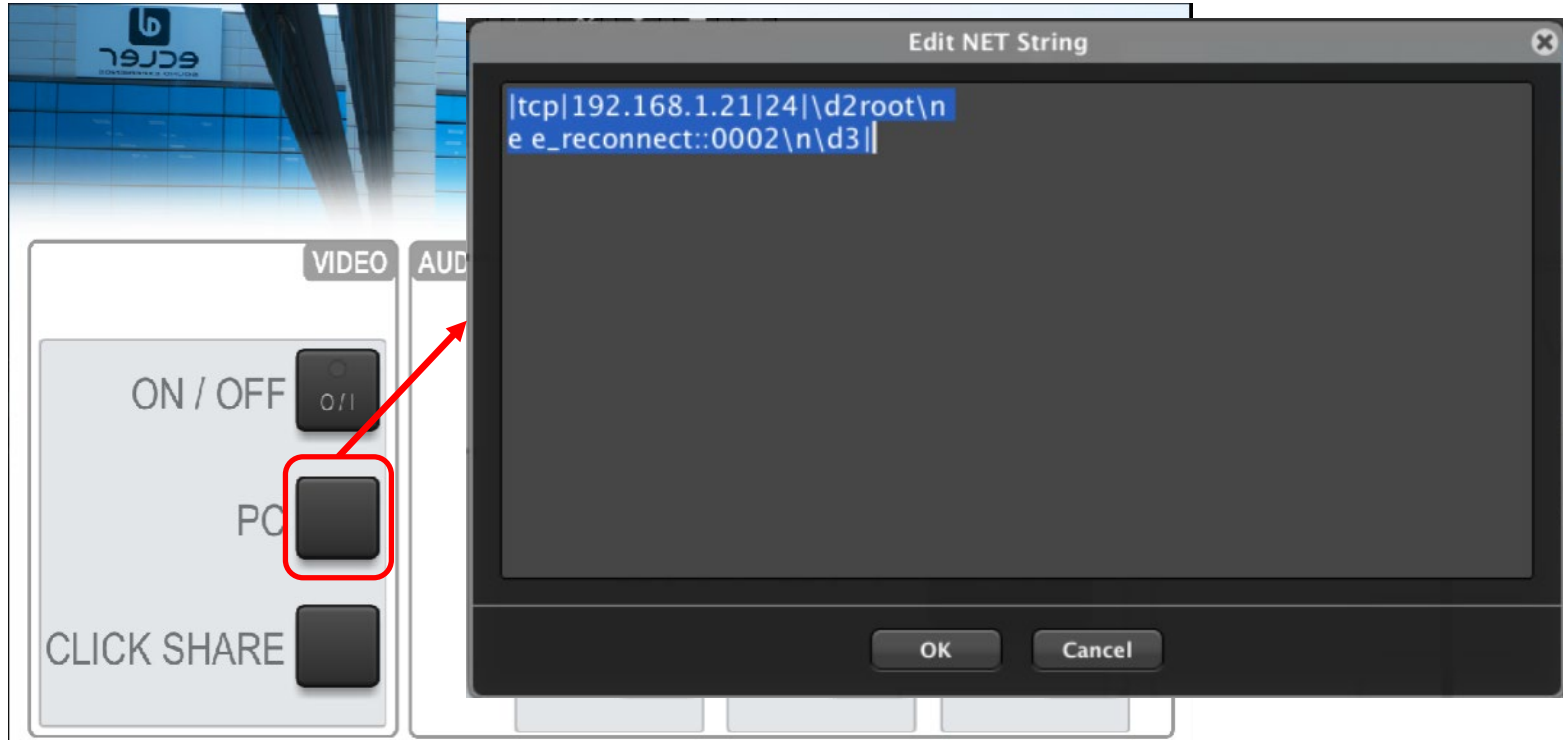 ecler
Edit NET String
|tcp|192.168.1.21|24|\d2root\n
e e_reconnect::0002\n\d3|
VIDEO
AUD
ON / OFF
O/I
PC
CLICK SHARE
OK
Cancel